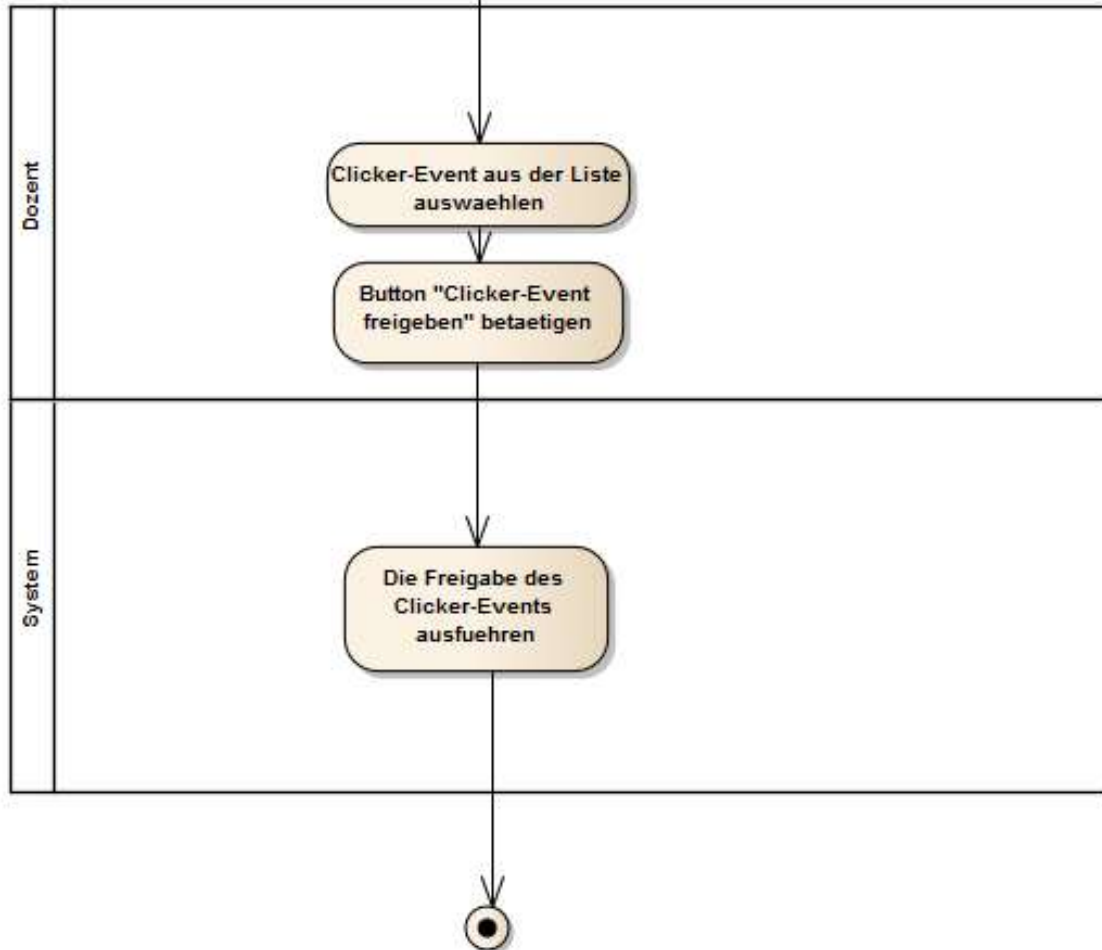 Dozent
Clicker-Event aus der Liste
auswaehlen
Button "Clicker-Event
freigeben" betaetigen
System
Die Freigabe des
Clicker-Events
ausfuehren